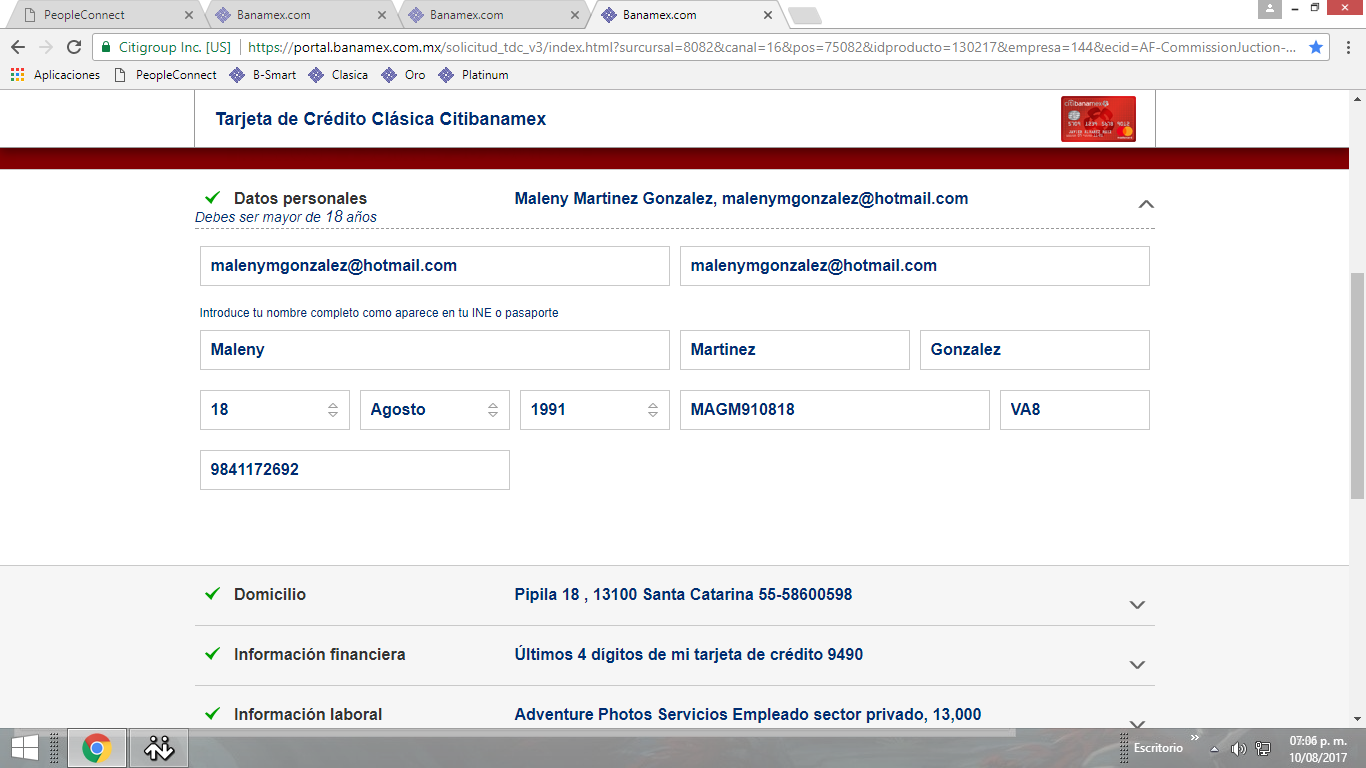 PeopleConnect
Banamex.com
Banamex.com
Banamex.com
Citigroup Inc. [US]
https://portal.banamex.com.mx/solicitud_tdc_v3/index.html?surcursal=8082&canal=16&pos=75082&idproducto=130217&empresa=144&ecid=AF-CommissionJuction-...
Aplicaciones PeopleConnect B-Smart Clasica Oro Platinum
Tarjeta de Crédito Clásica Citibanamex
citibanamex
Datos personales Maleny Martinez Gonzalez, malenymgonzalez@hotmail.com
Debes ser mayor de 18 años
malenymgonzalez@hotmail.com malenymgonzalez@hotmail.com
Introduce tu nombre completo como aparece en tu INE o pasaporte
Maleny Martinez Gonzalez
18 Agosto 1991 MAGM910818 VA8
9841172692
Domicilio Pipila 18 , 13100 Santa Catarina 55-58600598
Información financiera Últimos 4 dígitos de mi tarjeta de crédito 9490
Información laboral Adventure Photos Servicios Empleado sector privado, 13,000
Escritorio
07:06 p. m.
10/08/2017